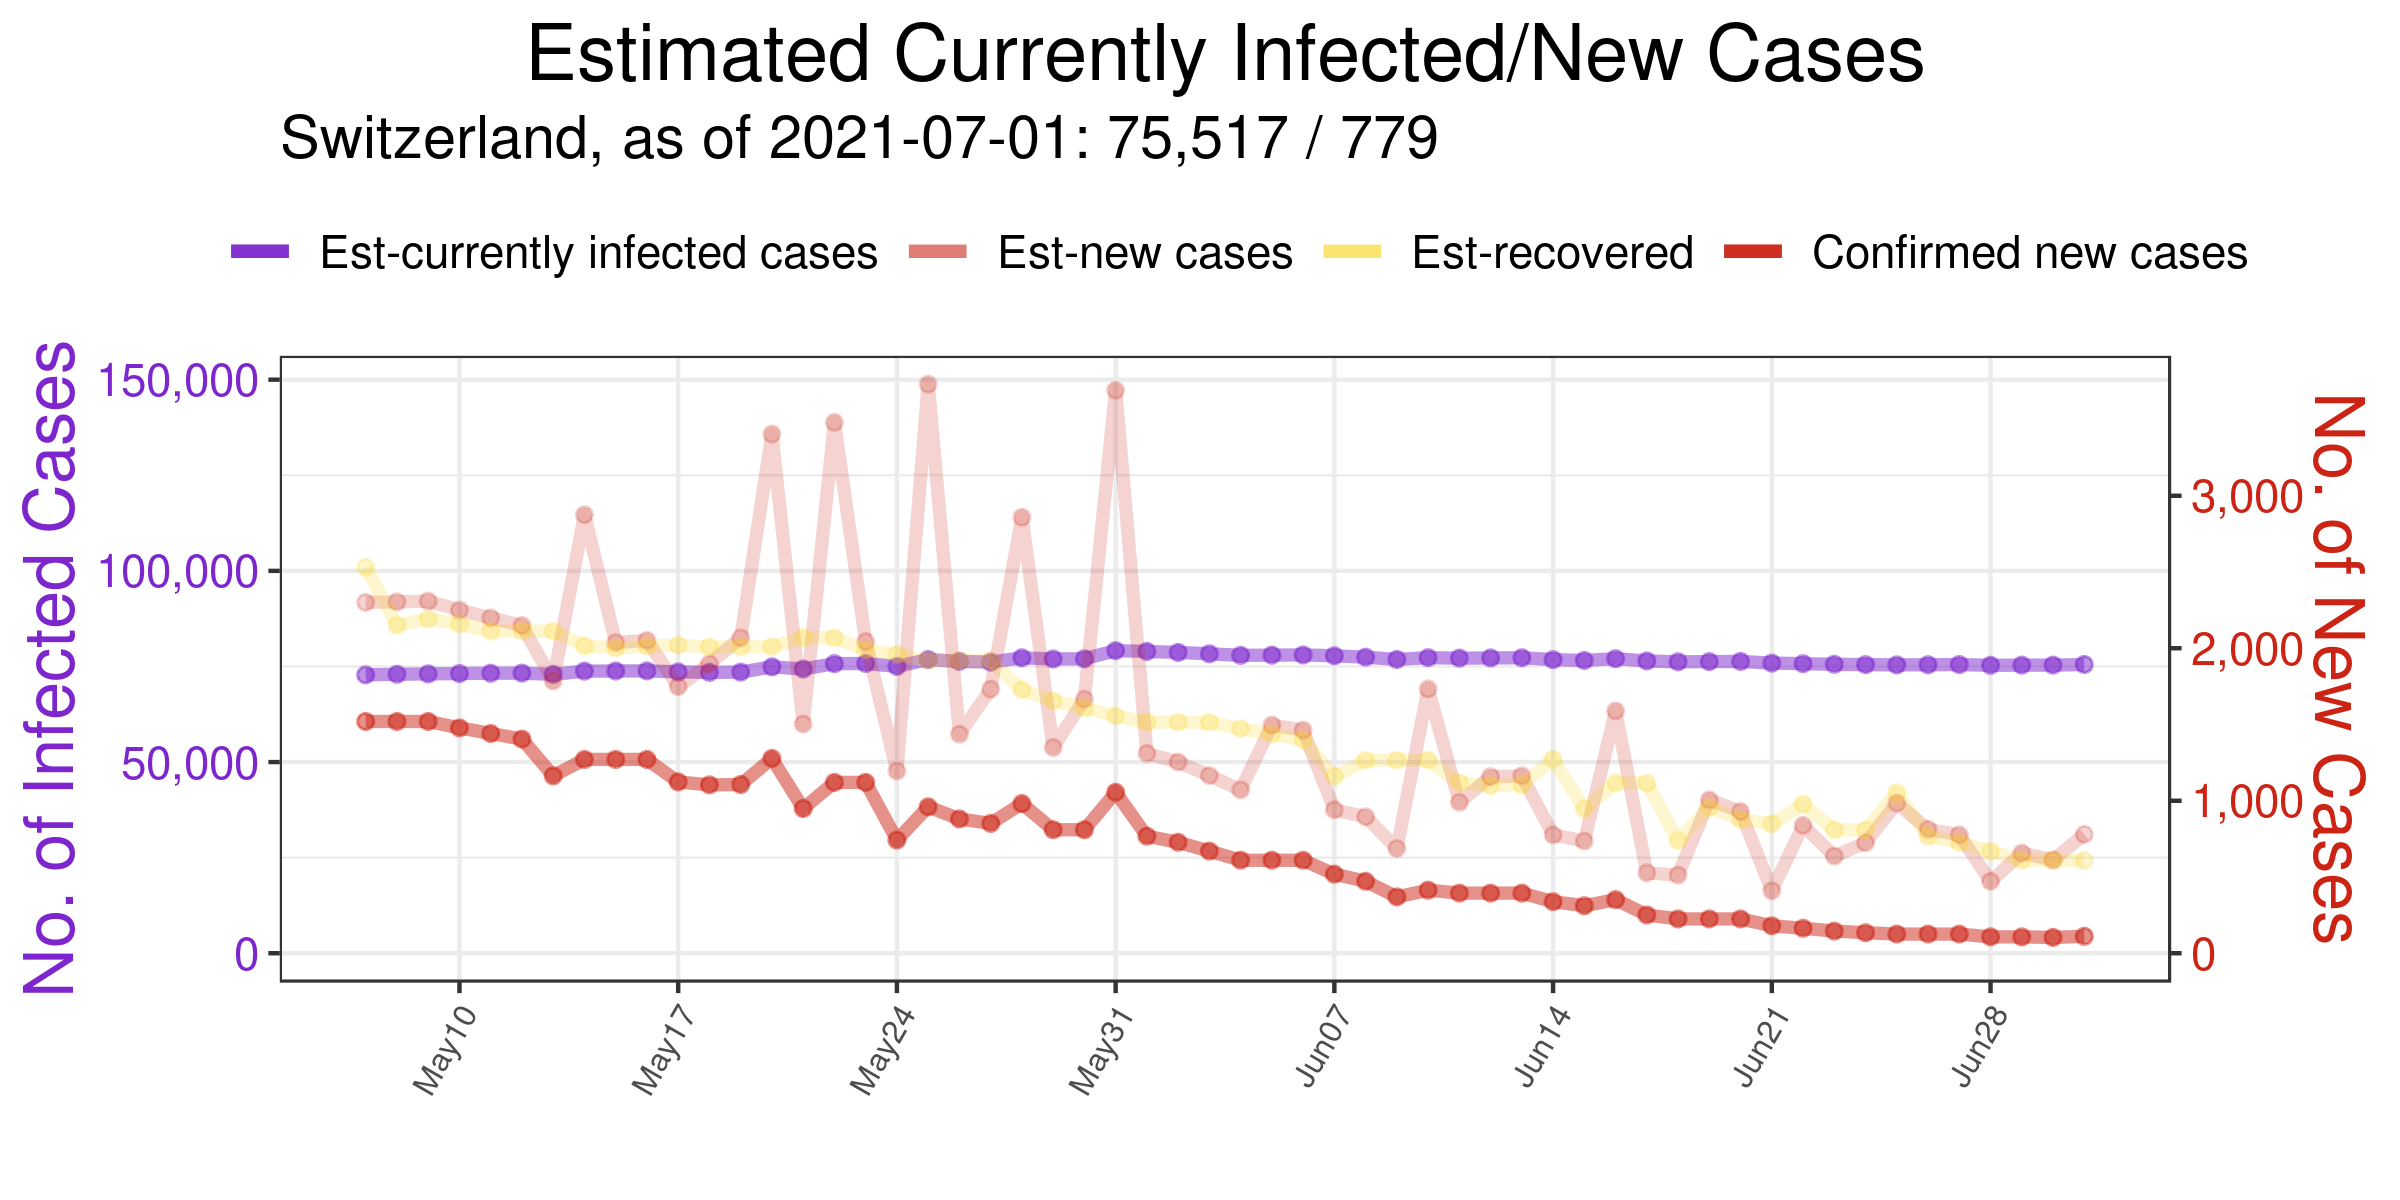 Estimated Currently Infected/New Cases
Switzerland, as of 2021-07-01: 75,517 / 779
Est-currently infected cases Est-new cases Est-recovered Confirmed new cases
No. of Infected Cases
150,000
100,000
50,000
0
3,000
2,000
1,000
0
No. of New Cases
May10 May17 May24 May31 Jun07 Jun14 Jun21 Jun28